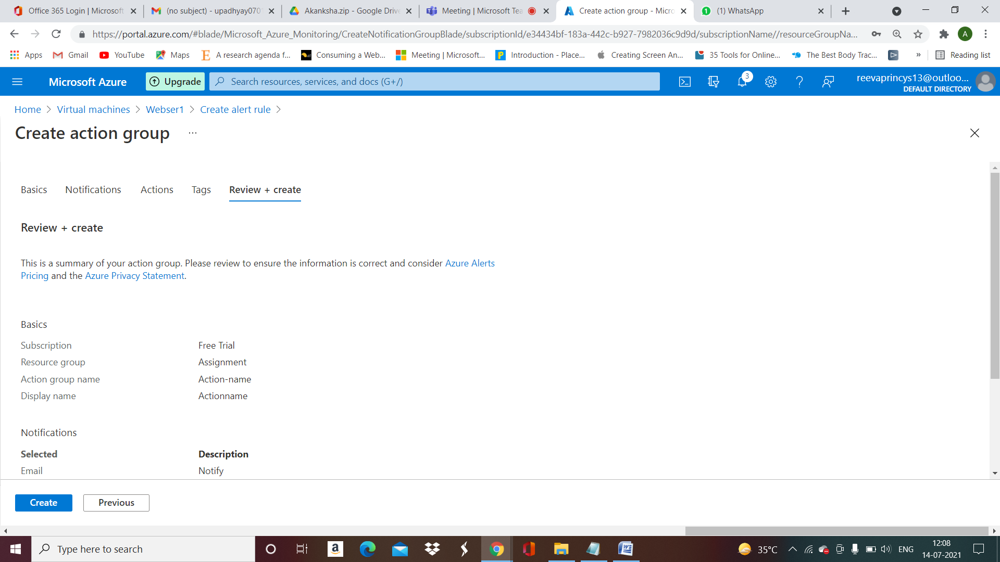 Office 365 Login | Microsoft
(no subject) - upadhyay070
Akanksha.zip - Google Drive
Meeting | Microsoft Tea
Create action group - Micro
(1) WhatsApp
https://portal.azure.com/#blade/Microsoft_Azure_Monitoring/CreateNotificationGroupBlade/subscriptionId/e34434bf-183a-442c-b927-7982036c9d9d/subscriptionName//resourceGroupNa...
A
Apps
Gmail
YouTube
Maps
A research agenda f...
Consuming a Web...
Meeting | Microsoft...
Introduction - Place...
Creating Screen An...
35 Tools for Online...
The Best Body Trac...
»
Reading list
Microsoft Azure
Upgrade
Search resources, services, and docs (G+/)
3
reevaprincys13@outloo...
DEFAULT DIRECTORY
Home > Virtual machines > Webser1 > Create alert rule >
Create action group ...
Basics
Notifications
Actions
Tags
Review + create
Review + create
This is a summary of your action group. Please review to ensure the information is correct and consider Azure Alerts
Pricing and the Azure Privacy Statement.
Basics
Subscription Free Trial
Resource group Assignment
Action group name Action-name
Display name Actionname
Notifications
Selected Description
Email Notify
Create
Previous
Type here to search
35°C
ENG
12:08
14-07-2021